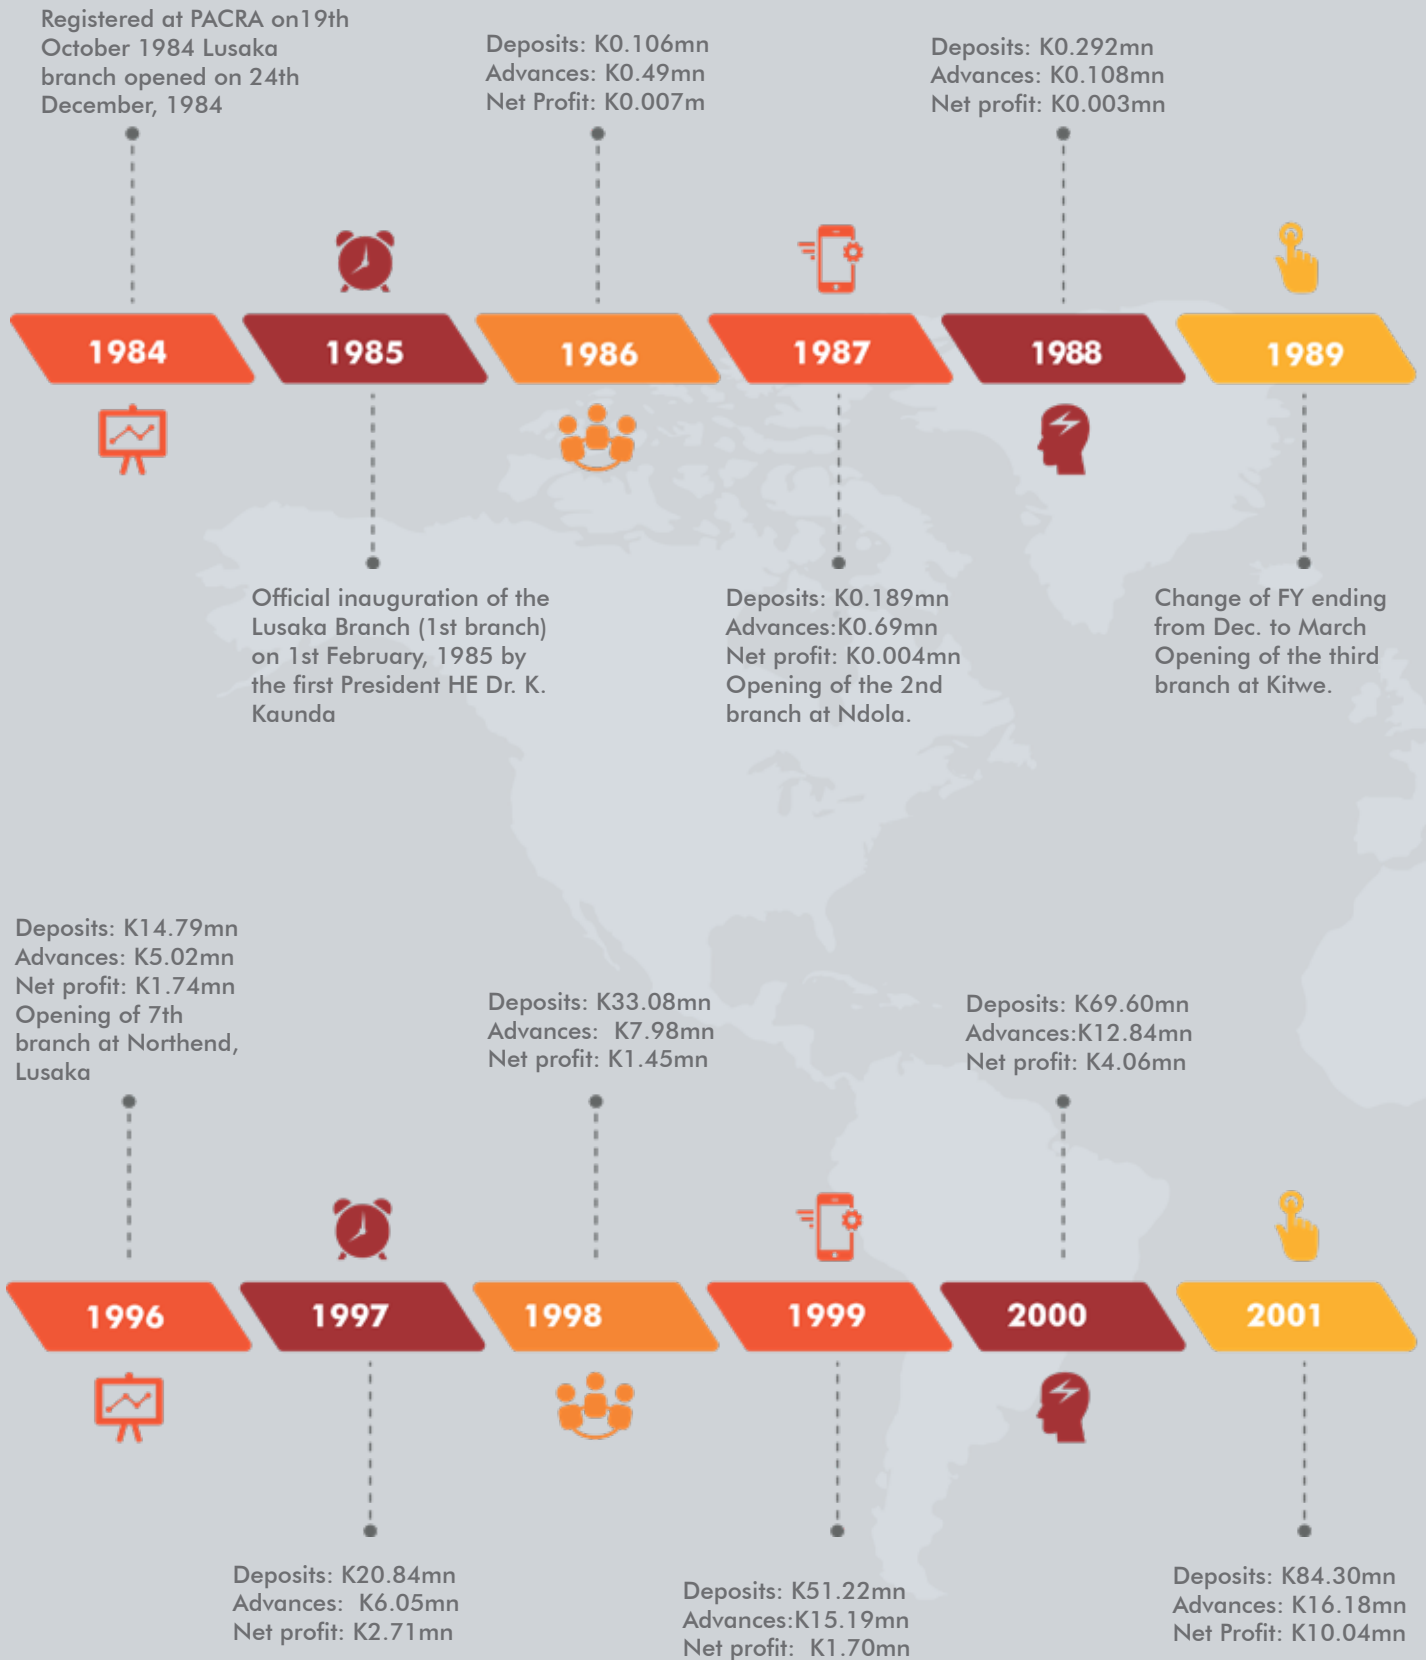 Registered at PACRA on19th
October 1984 Lusaka
branch opened on 24th
December, 1984
Deposits: K0.106mn
Advances: K0.49mn
Net Profit: K0.007m
Deposits: K0.292mn
Advances: K0.108mn
Net profit: K0.003mn
1984
1985
1986
1987
1988
1989
Official inauguration of the
Lusaka Branch (1st branch)
on 1st February, 1985 by
the first President HE Dr. K.
Kaunda
Deposits: K0.189mn
Advances:K0.69mn
Net profit: K0.004mn
Opening of the 2nd
branch at Ndola.
Change of FY ending
from Dec. to March
Opening of the third
branch at Kitwe.
Deposits: K14.79mn
Advances: K5.02mn
Net profit: K1.74mn
Opening of 7th
branch at Northend,
Lusaka
Deposits: K33.08mn
Advances:  K7.98mn
Net profit: K1.45mn
Deposits: K69.60mn
Advances:K12.84mn
Net profit: K4.06mn
1996
1997
1998
1999
2000
2001
Deposits: K20.84mn
Advances:  K6.05mn
Net profit: K2.71mn
Deposits: K51.22mn
Advances:K15.19mn
Net profit:  K1.70mn
Deposits: K84.30mn
Advances: K16.18mn
Net Profit: K10.04mn